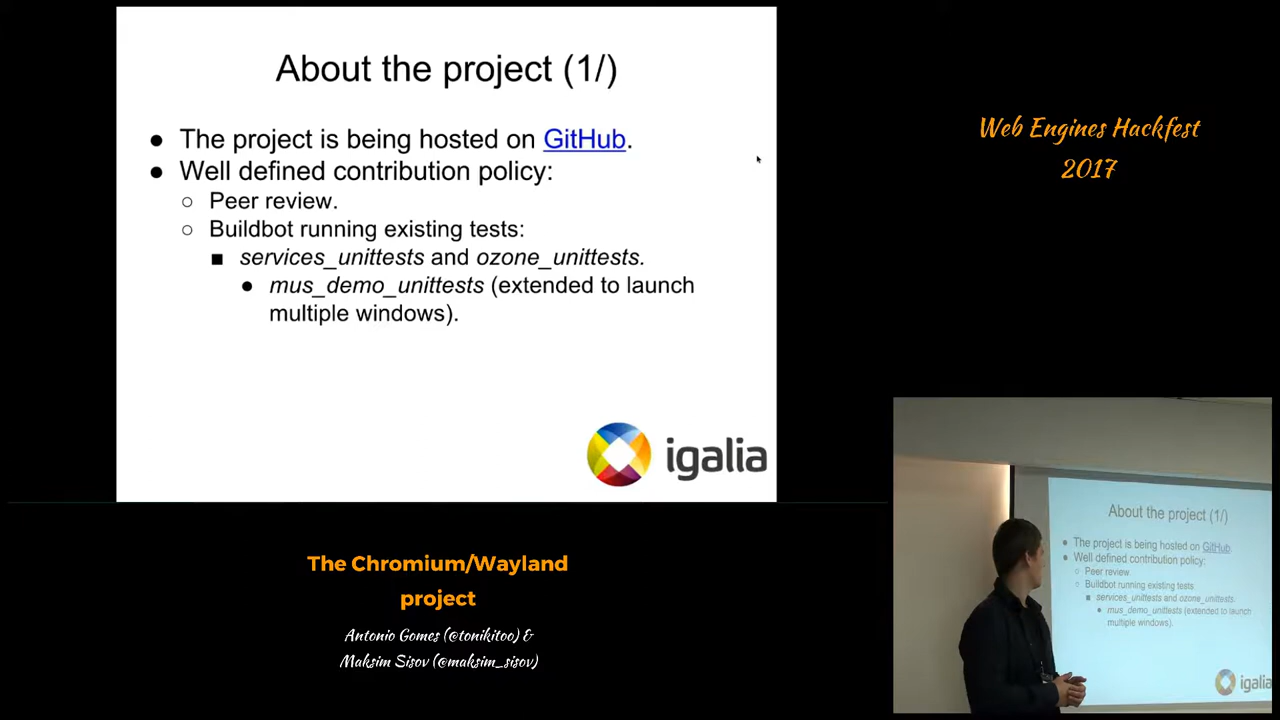 About the project (1/)
● The project is being hosted on GitHub.
● Well defined contribution policy:
○ Peer review.
○ Buildbot running existing tests:
■ services_unittests and ozone_unittests.
● mus_demo_unittests (extended to launch
multiple windows).
igalia
Web Engines Hackfest
2017
The Chromium/Wayland
project
Antonio Gomes (@tonikitoo) &
Maksim Sisov (@maksim_sisov)
About the project (1/)
● The project is being hosted on GitHub.
● Well defined contribution policy:
○ Peer review.
○ Buildbot running existing tests:
■ services_unittests and ozone_unittests.
● mus_demo_unittests (extended to launch
multiple windows).
igalia